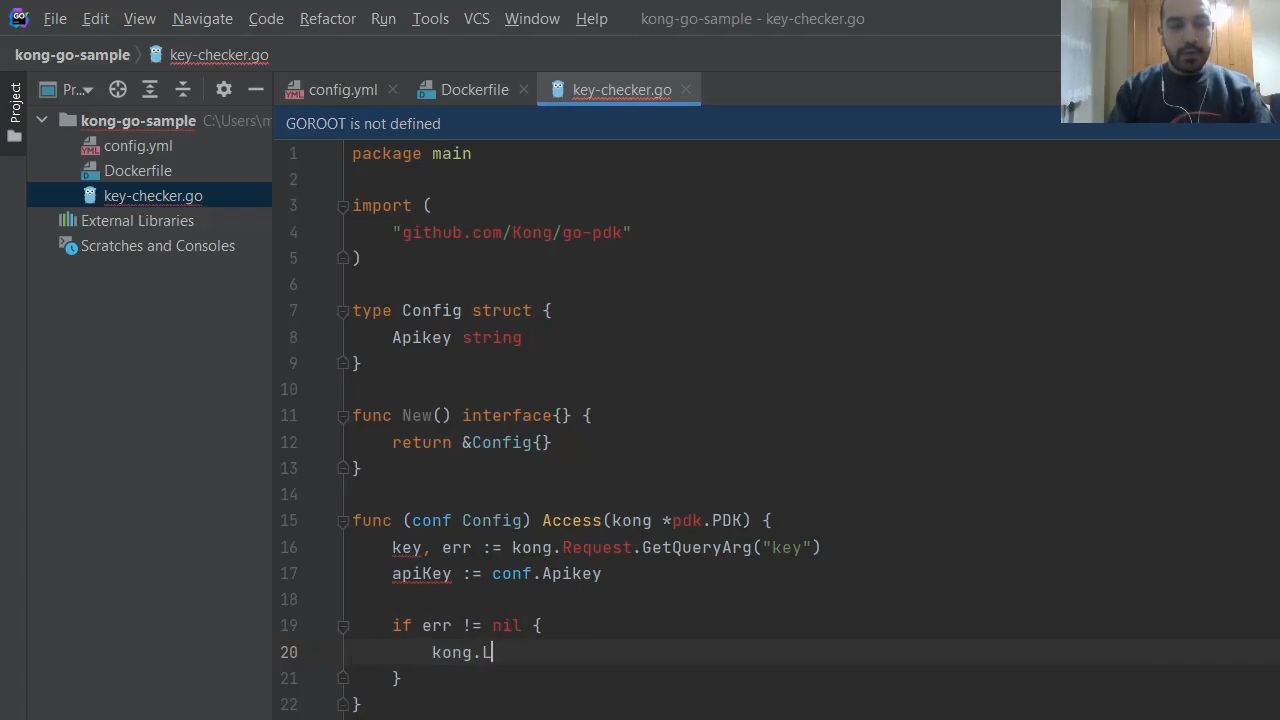 GO File Edit View Navigate Code Refactor Run Tools VCS Window Help kong-go-sample - key-checker.go
kong-go-sample key-checker.go
Project
Pr... config.yml Dockerfile key-checker.go
kong-go-sample C:\Users\m
config.yml
Dockerfile
key-checker.go
External Libraries
Scratches and Consoles
GOROOT is not defined
1 package main
2
3 import (
4 "github.com/Kong/go-pdk"
5 )
6
7 type Config struct {
8 Apikey string
9 }
10
11 func New() interface{} {
12 return &Config{}
13 }
14
15 func (conf Config) Access(kong *pdk.PDK) {
16 key, err := kong.Request.GetQueryArg("key")
17 apiKey := conf.Apikey
18
19 if err != nil {
20 kong.L
21 }
22 }